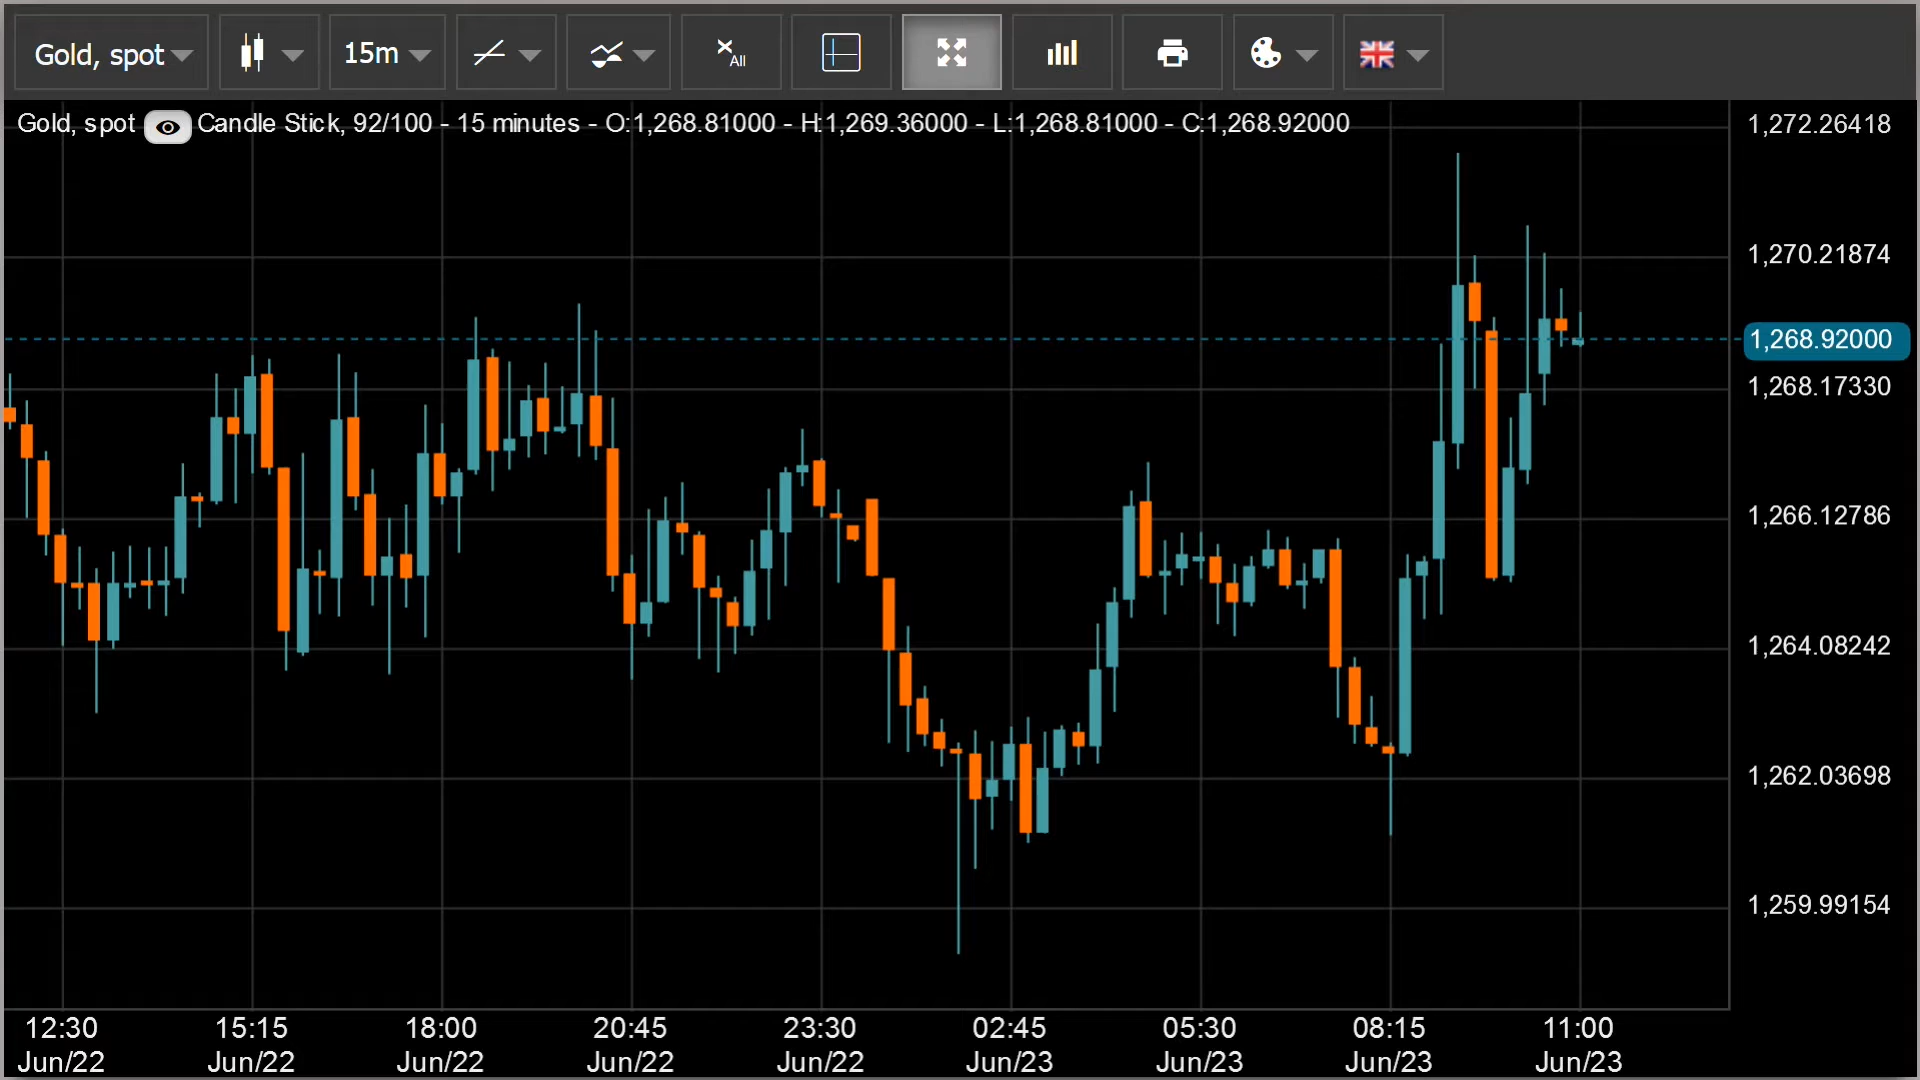 Gold, spot 15m x All
Gold, spot Candle Stick, 92/100 - 15 minutes - O:1,268.81000 - H:1,269.36000 - L:1,268.81000 - C:1,268.92000
1,272.26418
1,270.21874
1,268.92000
1,268.17330
1,266.12786
1,264.08242
1,262.03698
1,259.99154
12:30 15:15 18:00 20:45 23:30 02:45 05:30 08:15 11:00
Jun/22 Jun/22 Jun/22 Jun/22 Jun/22 Jun/23 Jun/23 Jun/23 Jun/23